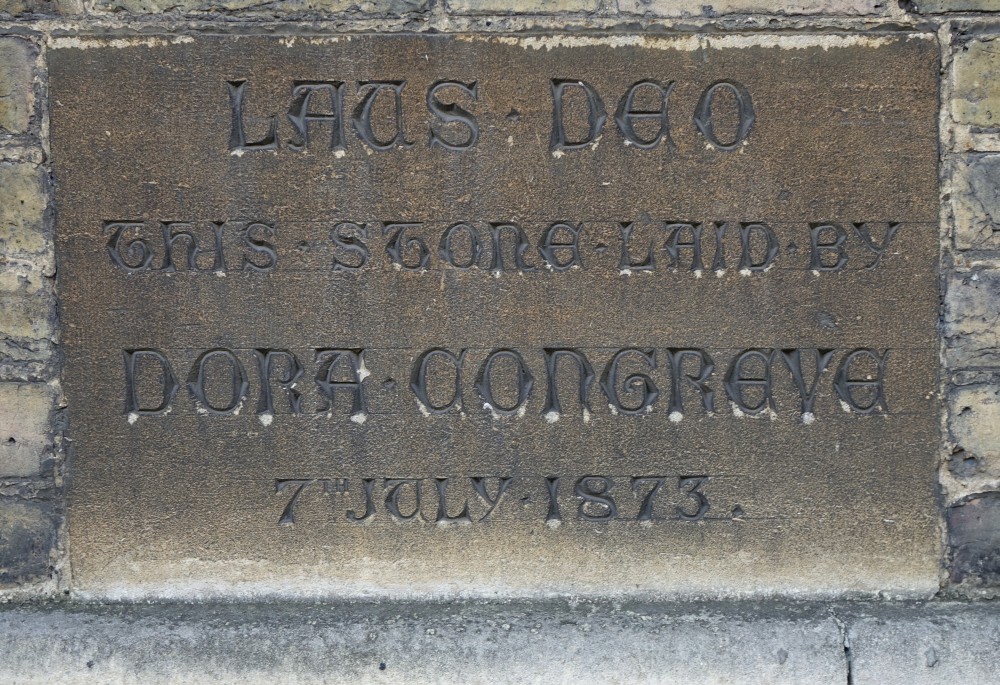 LAUS · DEO
THIS · STONE · LAID · BY
DORA · CONGREVE
7TH JULY · 1873.